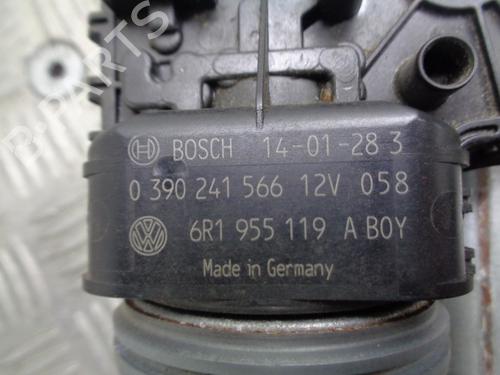 BOSCH 14-01-28 3
0 390 241 566 12V 058
6R1 955 119 A BOY
Made in Germany
B-PARTS